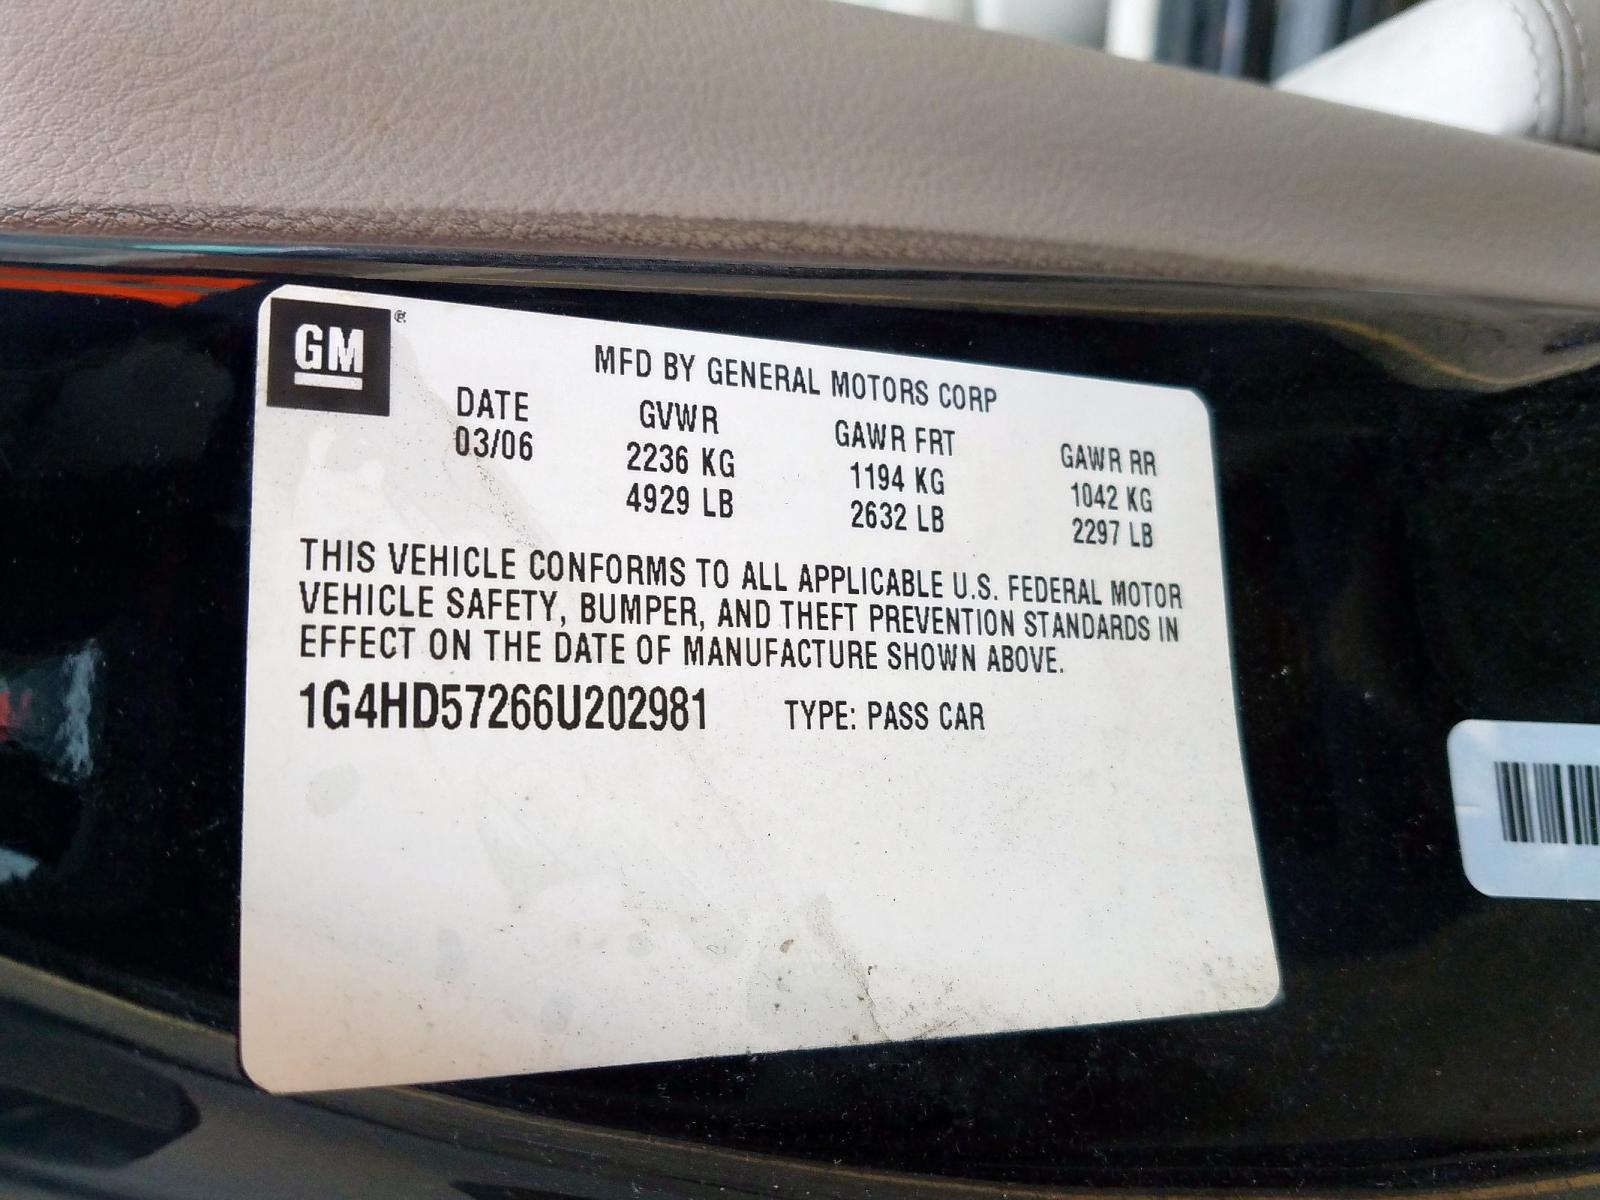 GM
MFD BY GENERAL MOTORS CORP
DATE GVWR GAWR FRT GAWR RR
03/06 2236 KG 1194 KG 1042 KG
4929 LB 2632 LB 2297 LB
THIS VEHICLE CONFORMS TO ALL APPLICABLE U.S. FEDERAL MOTOR
VEHICLE SAFETY, BUMPER, AND THEFT PREVENTION STANDARDS IN
EFFECT ON THE DATE OF MANUFACTURE SHOWN ABOVE.
1G4HD57266U202981 TYPE: PASS CAR